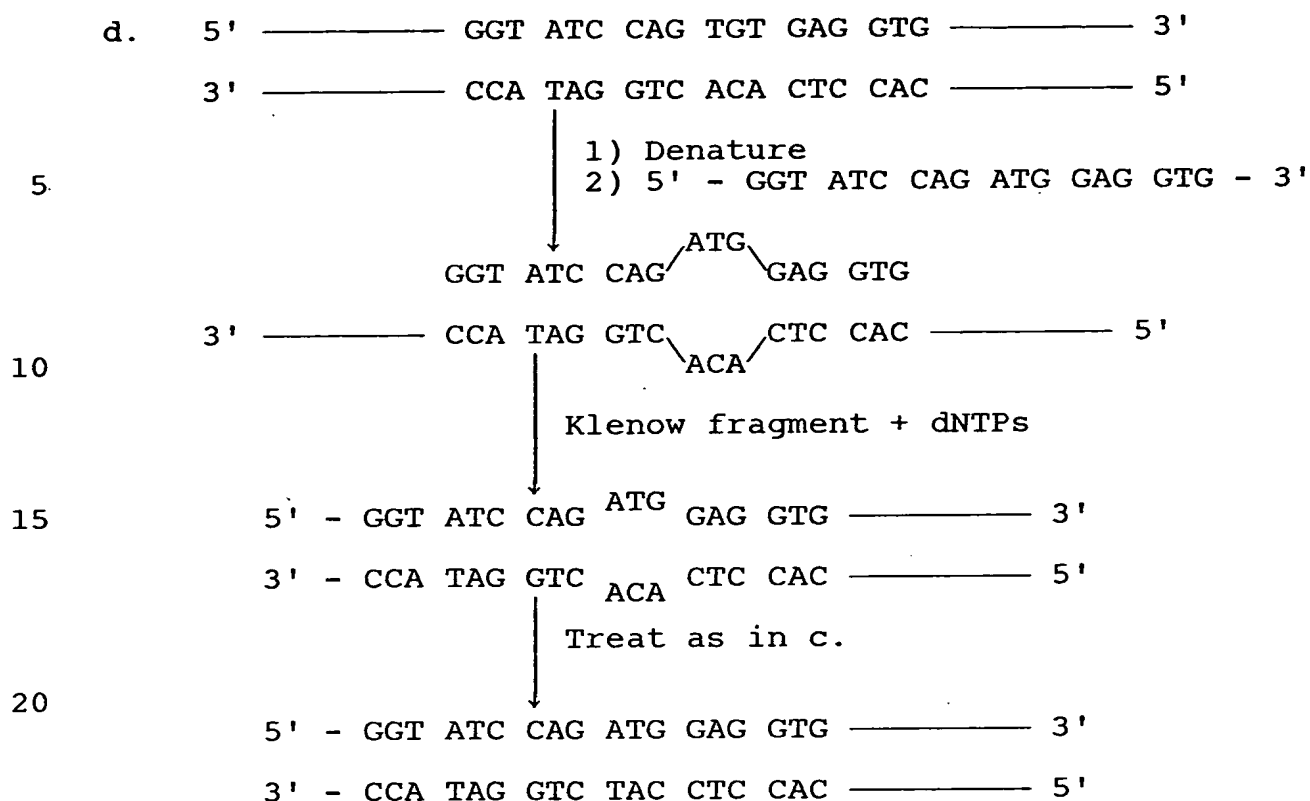 d. 5' ———— GGT ATC CAG TGT GAG GTG ———— 3'
3' ———— CCA TAG GTC ACA CTC CAC ———— 5'
1) Denature
5 2) 5' - GGT ATC CAG ATG GAG GTG - 3'
GGT ATC CAG ATG GAG GTG
3' ———— CCA TAG GTC ACA CTC CAC ———— 5'
10
Klenow fragment + dNTPs
15 5' - GGT ATC CAG ATG GAG GTG ———— 3'
3' - CCA TAG GTC ACA CTC CAC ———— 5'
Treat as in c.
20
5' - GGT ATC CAG ATG GAG GTG ———— 3'
3' - CCA TAG GTC TAC CTC CAC ———— 5'